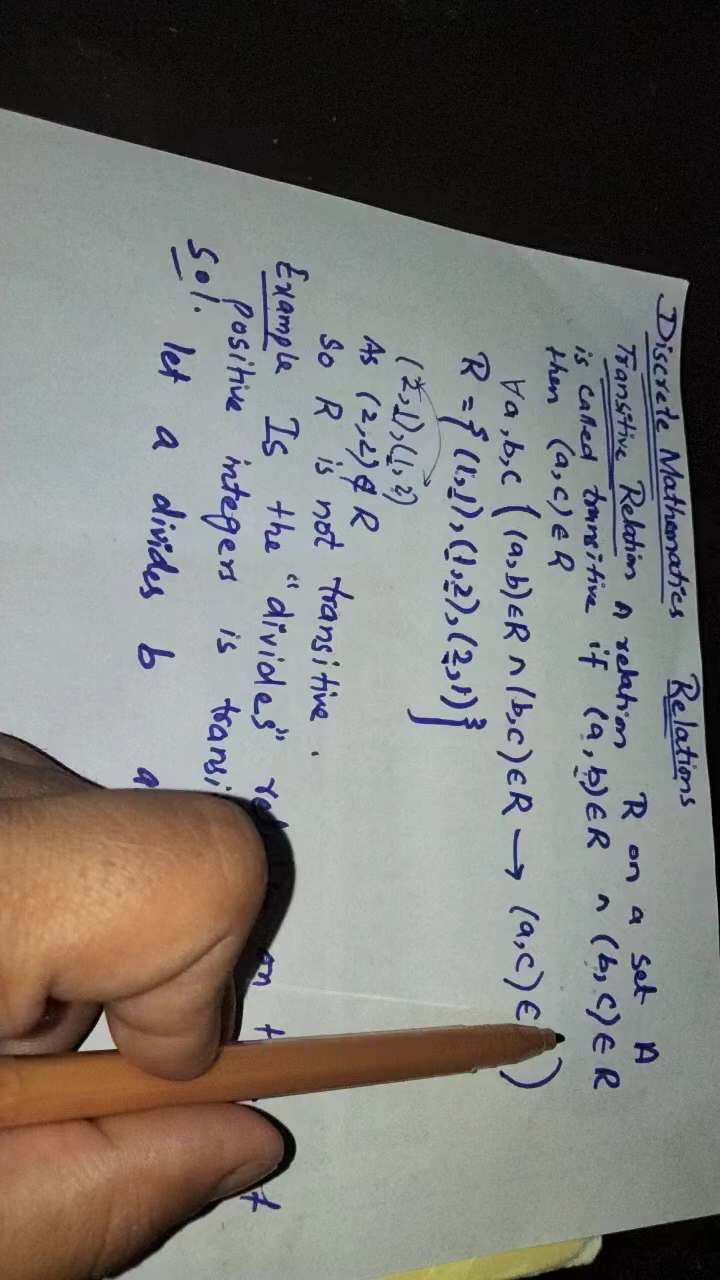 Discrete Mathematics Relations
Transitive Relation A relation R on a set A
is called transitive if (a,b)∈R ∧ (b,c)∈R
then (a,c)∈R
∀a,b,c ((a,b)∈R ∧ (b,c)∈R → (a,c)∈ )
R = {(1,1),(1,2),(2,1)}
(2,1),(1,2)
As (2,2)∉R
So R is not transitive.
Example Is the "divides" on
positive integers is
Sol. let a divides b